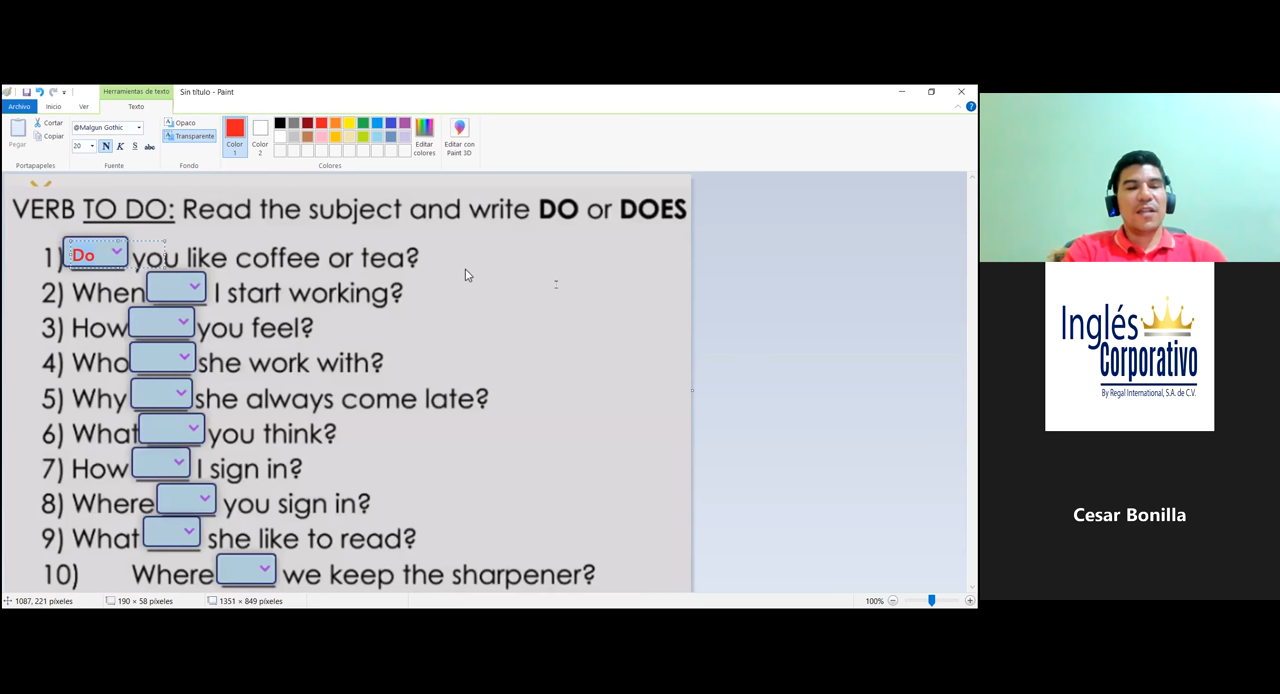 Herramientas de texto
Sin título - Paint
Archivo Inicio Ver Texto
Pegar
Cortar
Copiar
Portapapeles
@Malgun Gothic
20 N K S abc
Fuente
Opaco
Transparente
Fondo
Color 1
Color 2
Editar colores
Colores
Editar con Paint 3D
VERB TO DO: Read the subject and write DO or DOES
1) Do you like coffee or tea?
2) When I start working?
3) How you feel?
4) Who she work with?
5) Why she always come late?
6) What you think?
7) How I sign in?
8) Where you sign in?
9) What she like to read?
10) Where we keep the sharpener?
1087, 221 píxeles 190 × 58 píxeles 1351 × 849 píxeles 100%
Inglés
Corporativo
By Regal International, S.A. de C.V.
Cesar Bonilla